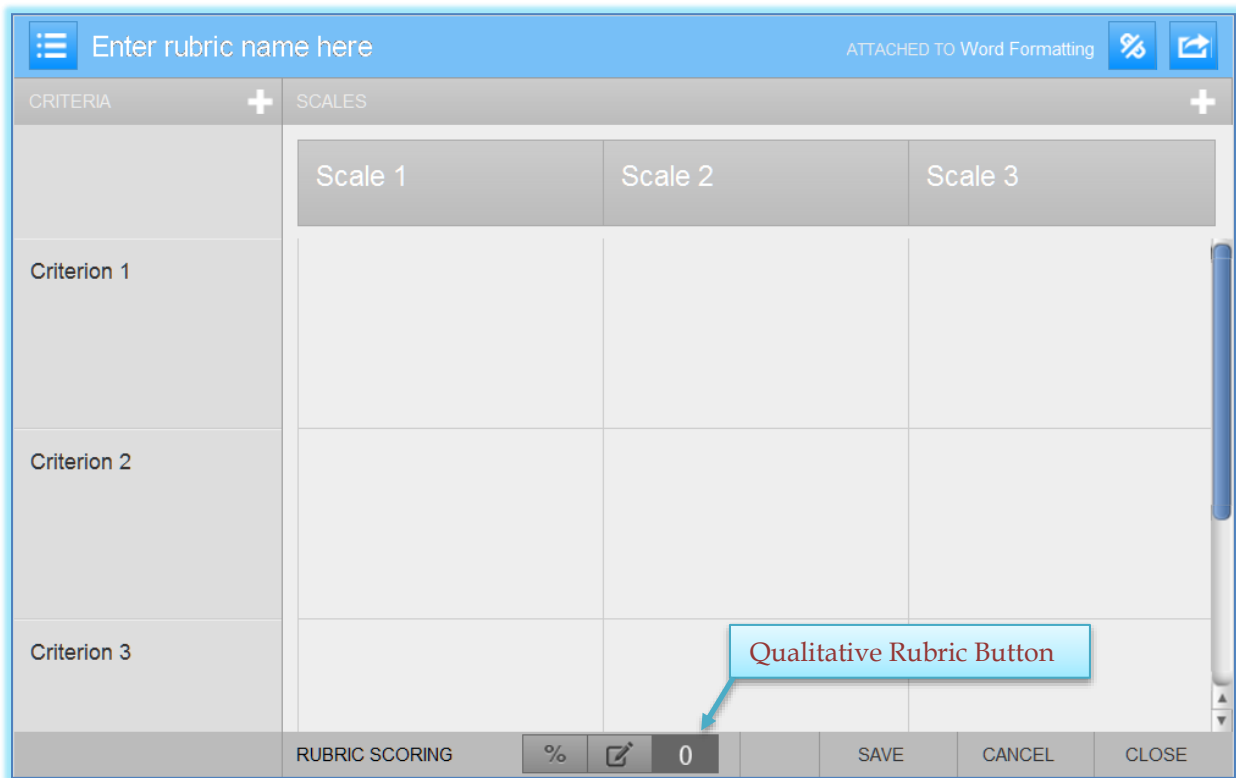 Enter rubric name here
ATTACHED TO Word Formatting
CRITERIA
SCALES
Scale 1
Scale 2
Scale 3
Criterion 1
Criterion 2
Criterion 3
Qualitative Rubric Button
RUBRIC SCORING
%
0
SAVE
CANCEL
CLOSE